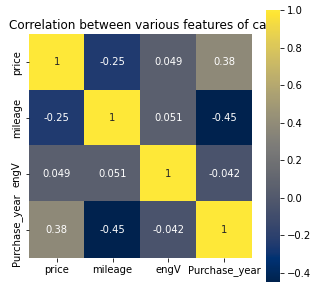 Correlation between various features of ca
price
mileage
engV
Purchase_year
1 -0.25 0.049 0.38
-0.25 1 0.051 -0.45
0.049 0.051 1 -0.042
0.38 -0.45 -0.042 1
price mileage engV Purchase_year
1.0
0.8
0.6
0.4
0.2
0.0
−0.2
−0.4